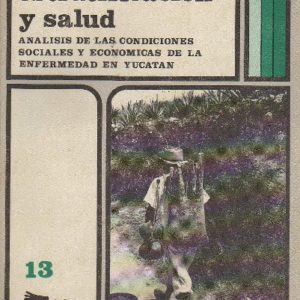 y salud
ANALISIS DE LAS CONDICIONES
SOCIALES Y ECONOMICAS DE LA
ENFERMEDAD EN YUCATAN
13